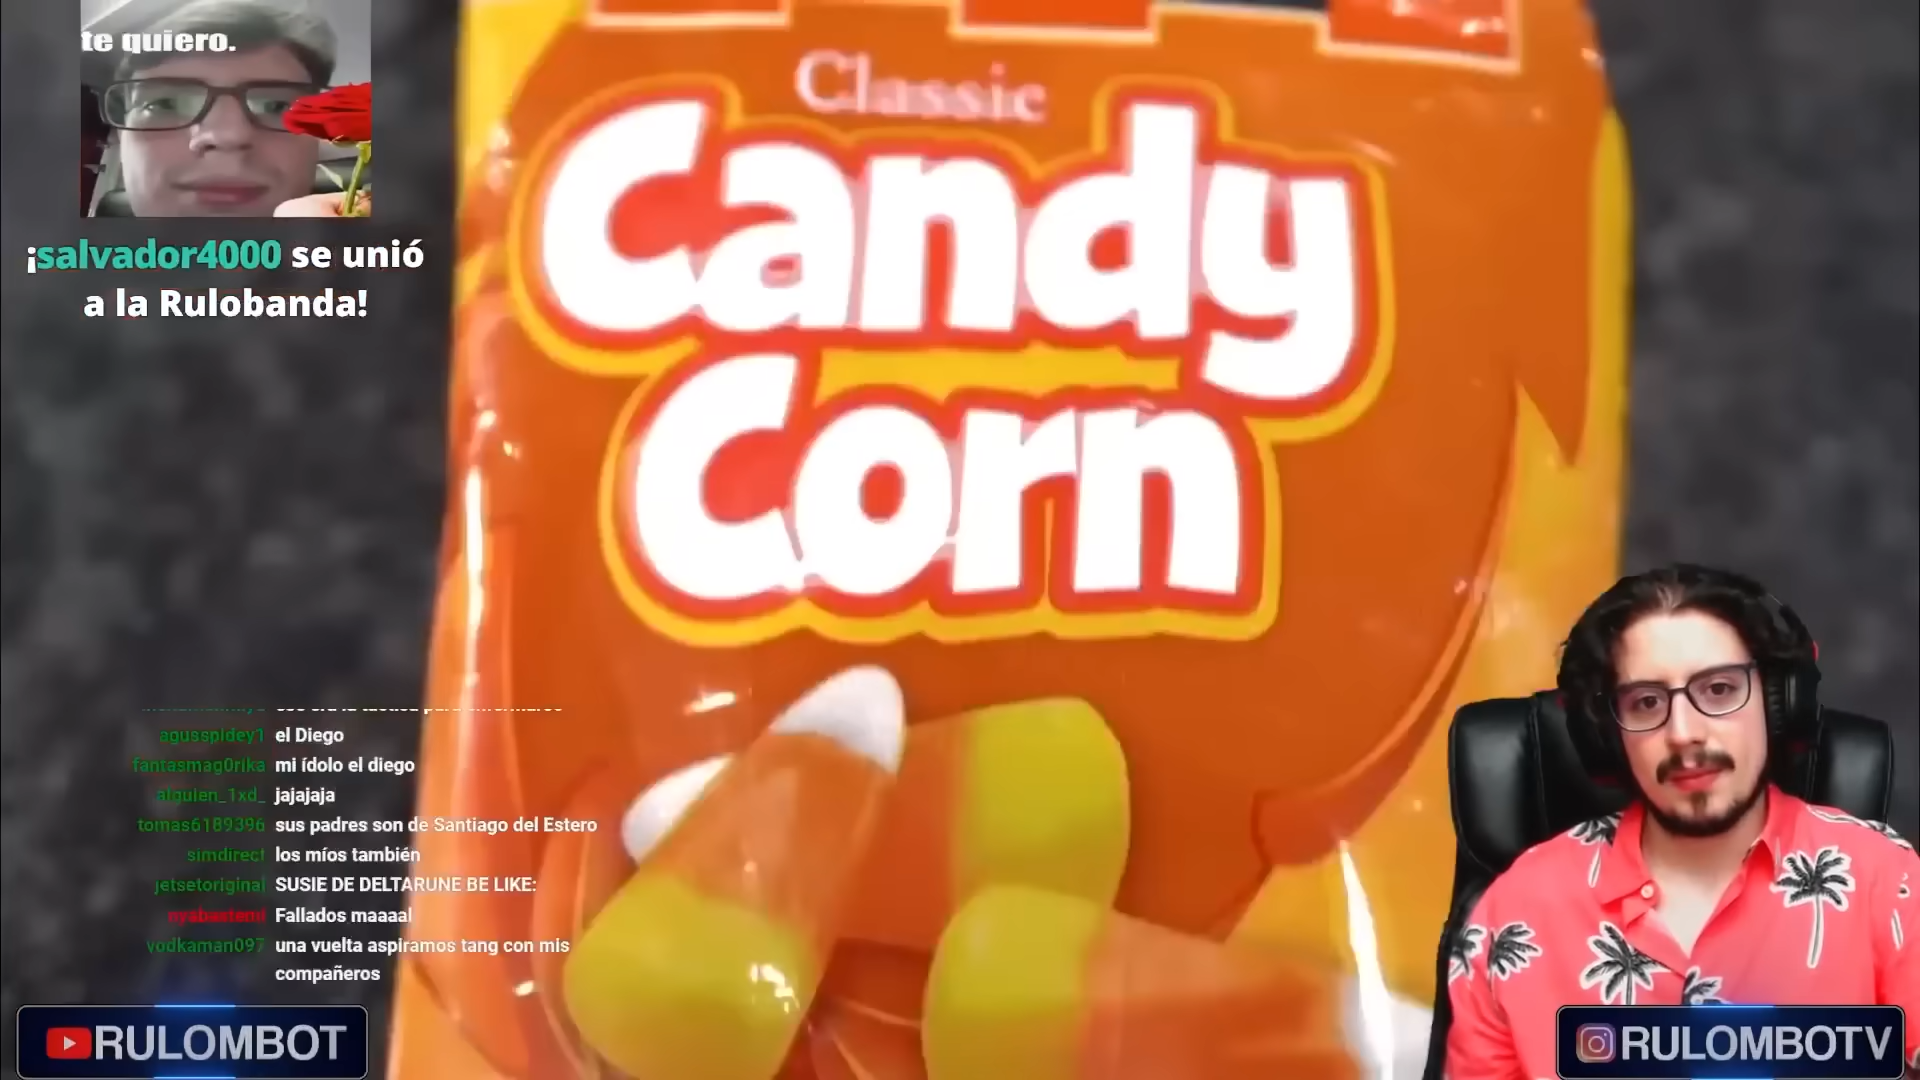 te quiero.
¡salvador4000 se unió
a la Rulobanda!
Classic
Candy
Corn
agusspidey1 el Diego
fantasmag0rika mi ídolo el diego
alguien_1xd_ jajajaja
tomas6189396 sus padres son de Santiago del Estero
simdirect los míos también
jetsetoriginal SUSIE DE DELTARUNE BE LIKE:
Fallados maaaal
vodkaman097 una vuelta aspiramos tang con mis
compañeros
RULOMBOT
RULOMBOTV